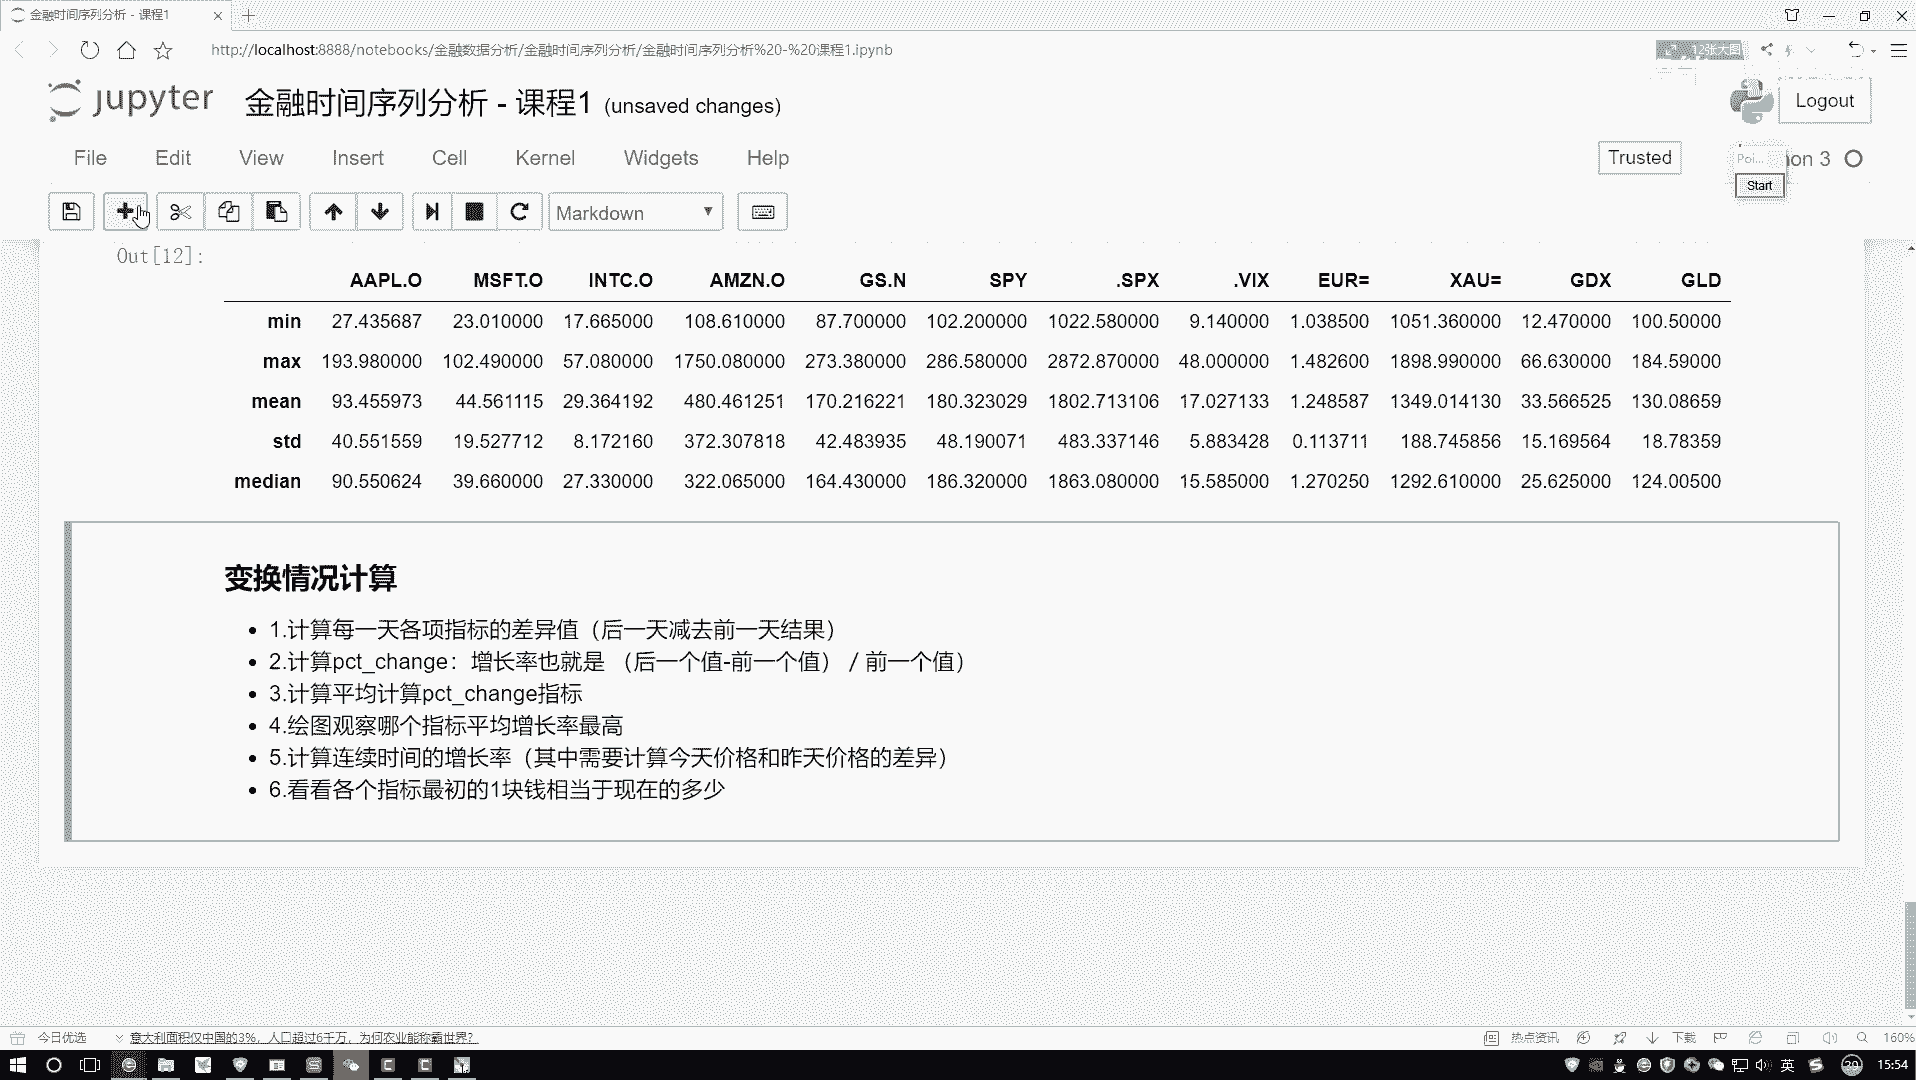 金融时间序列分析 - 课程1
http://localhost:8888/notebooks/金融数据分析/金融时间序列分析/金融时间序列分析%20-%20课程1.ipynb
12张大图
jupyter 金融时间序列分析 - 课程1 (unsaved changes)
Logout
File Edit View Insert Cell Kernel Widgets Help
Trusted
Poi... on 3
Start
Markdown
Out[12]:
AAPL.O MSFT.O INTC.O AMZN.O GS.N SPY .SPX .VIX EUR= XAU= GDX GLD
min 27.435687 23.010000 17.665000 108.610000 87.700000 102.200000 1022.580000 9.140000 1.038500 1051.360000 12.470000 100.50000
max 193.980000 102.490000 57.080000 1750.080000 273.380000 286.580000 2872.870000 48.000000 1.482600 1898.990000 66.630000 184.59000
mean 93.455973 44.561115 29.364192 480.461251 170.216221 180.323029 1802.713106 17.027133 1.248587 1349.014130 33.566525 130.08659
std 40.551559 19.527712 8.172160 372.307818 42.483935 48.190071 483.337146 5.883428 0.113711 188.745856 15.169564 18.78359
median 90.550624 39.660000 27.330000 322.065000 164.430000 186.320000 1863.080000 15.585000 1.270250 1292.610000 25.625000 124.00500
变换情况计算
1.计算每一天各项指标的差异值（后一天减去前一天结果）
2.计算pct_change：增长率也就是 （后一个值-前一个值） / 前一个值）
3.计算平均计算pct_change指标
4.绘图观察哪个指标平均增长率最高
5.计算连续时间的增长率（其中需要计算今天价格和昨天价格的差异）
6.看看各个指标最初的1块钱相当于现在的多少
今日优选 意大利面积仅中国的3%，人口超过6千万，为何农业能称霸世界？
热点资讯 下载 160%
英 29 15:54